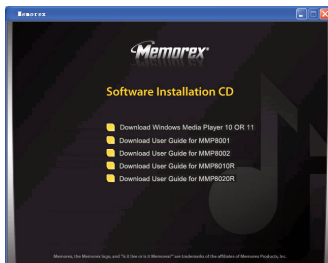 Memorex
Memorex
Software Installation CD
Download Windows Media Player 10 OR 11
Download User Guide for MMP8001
Download User Guide for MMP8002
Download User Guide for MMP8010R
Download User Guide for MMP8020R
Memorex, the Memorex logo, and "Is it live or is it Memorex?" are trademarks of the affiliates of Memorex Products, Inc.